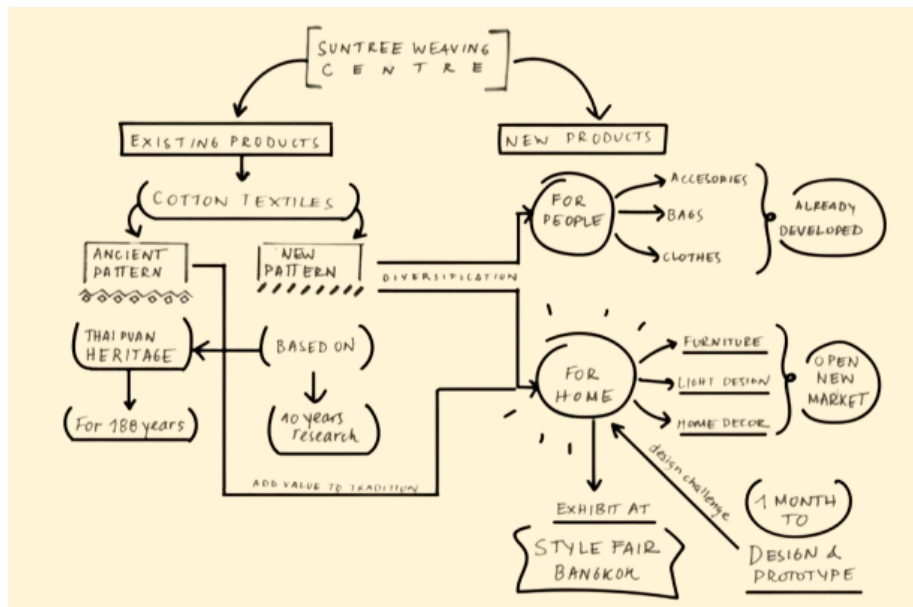 SUNTREE WEAVING
CENTRE
EXISTING PRODUCTS
NEW PRODUCTS
COTTON TEXTILES
ANCIENT
PATTERN
NEW
PATTERN
DIVERSIFICATION
FOR
PEOPLE
ACCESORIES
BAGS
CLOTHES
ALREADY
DEVELOPED
THAI PUAN
HERITAGE
BASED ON
For 188 years
10 years
research
ADD VALUE TO TRADITION
FOR
HOME
FURNITURE
LIGHT DESIGN
HOME DECOR
OPEN
NEW
MARKET
EXHIBIT AT
STYLE FAIR
BANGKOK
design challenge
1 MONTH
TO
DESIGN &
PROTOTYPE